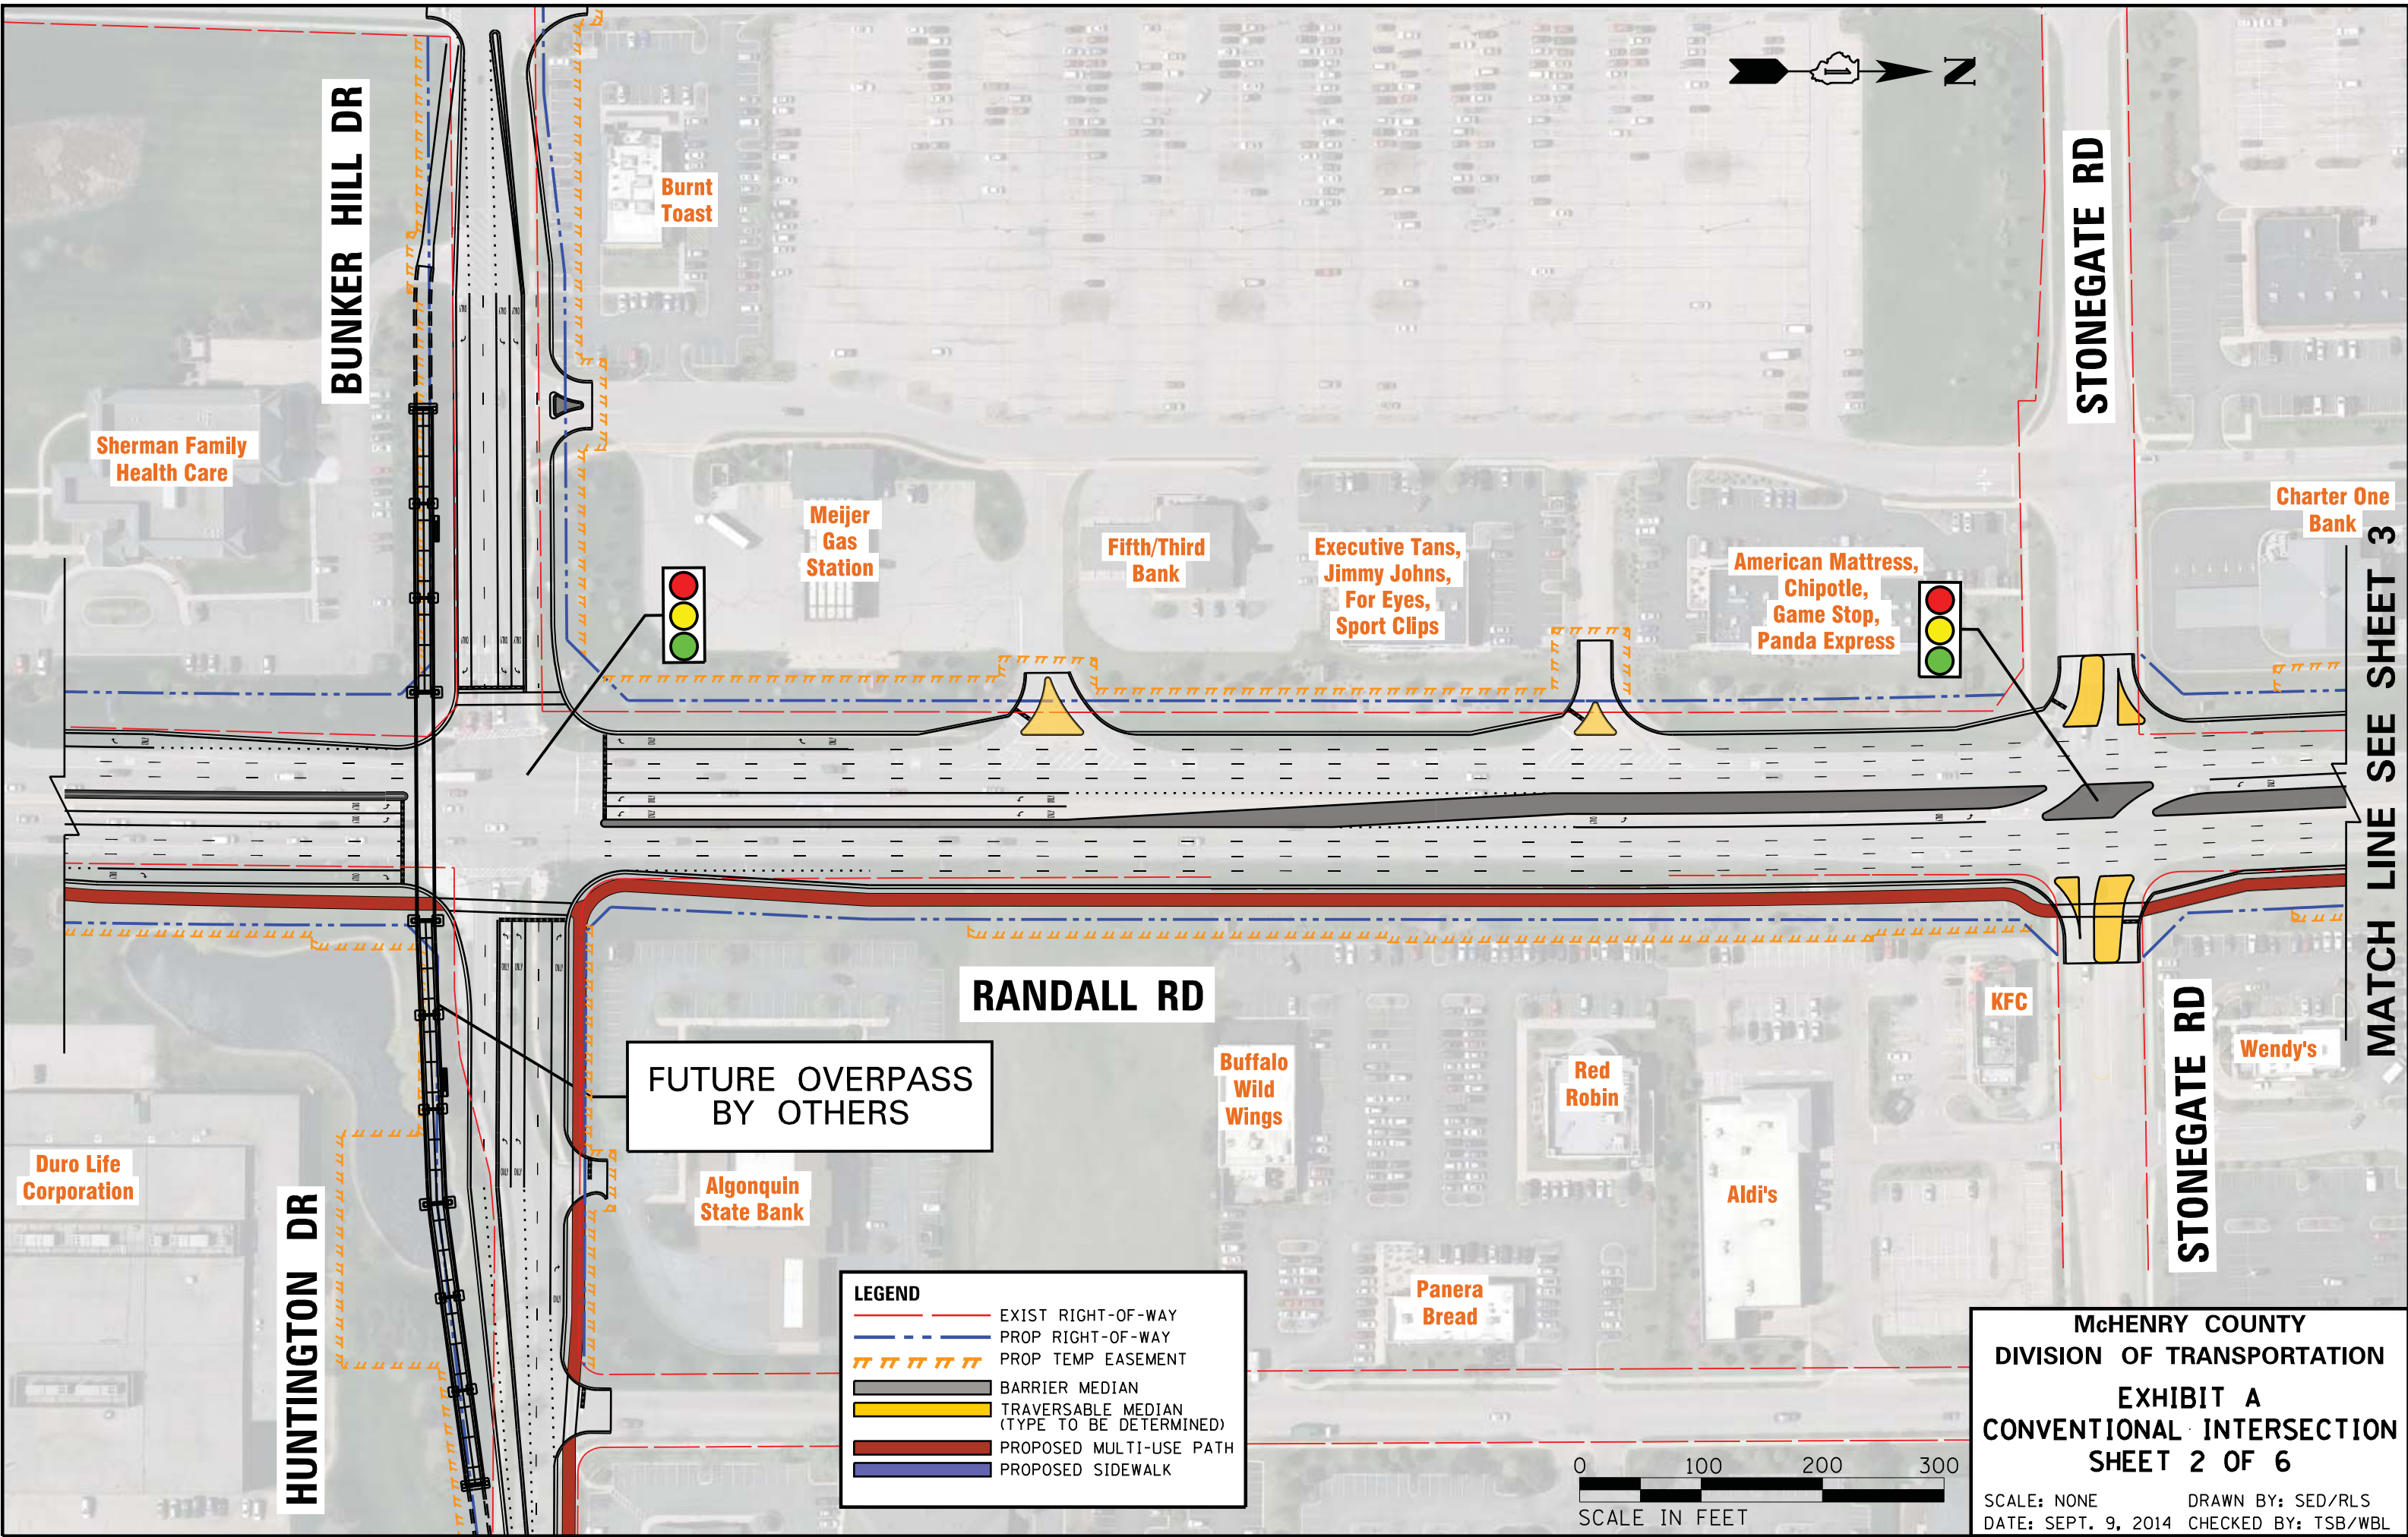 BUNKER HILL DR
Burnt
Toast
N
STONEGATE RD
Sherman Family
Health Care
Meijer
Gas
Station
Fifth/Third
Bank
Executive Tans,
Jimmy Johns,
For Eyes,
Sport Clips
American Mattress,
Chipotle,
Game Stop,
Panda Express
Charter One
Bank
MATCH LINE SEE SHEET 3
RANDALL RD
FUTURE OVERPASS
BY OTHERS
Buffalo
Wild
Wings
Red
Robin
KFC
Wendy's
STONEGATE RD
Duro Life
Corporation
HUNTINGTON DR
Algonquin
State Bank
Aldi's
Panera
Bread
LEGEND
EXIST RIGHT-OF-WAY
PROP RIGHT-OF-WAY
PROP TEMP EASEMENT
BARRIER MEDIAN
TRAVERSABLE MEDIAN
(TYPE TO BE DETERMINED)
PROPOSED MULTI-USE PATH
PROPOSED SIDEWALK
0 100 200 300
SCALE IN FEET
McHENRY COUNTY
DIVISION OF TRANSPORTATION
EXHIBIT A
CONVENTIONAL INTERSECTION
SHEET 2 OF 6
SCALE: NONE DRAWN BY: SED/RLS
DATE: SEPT. 9, 2014 CHECKED BY: TSB/WBL